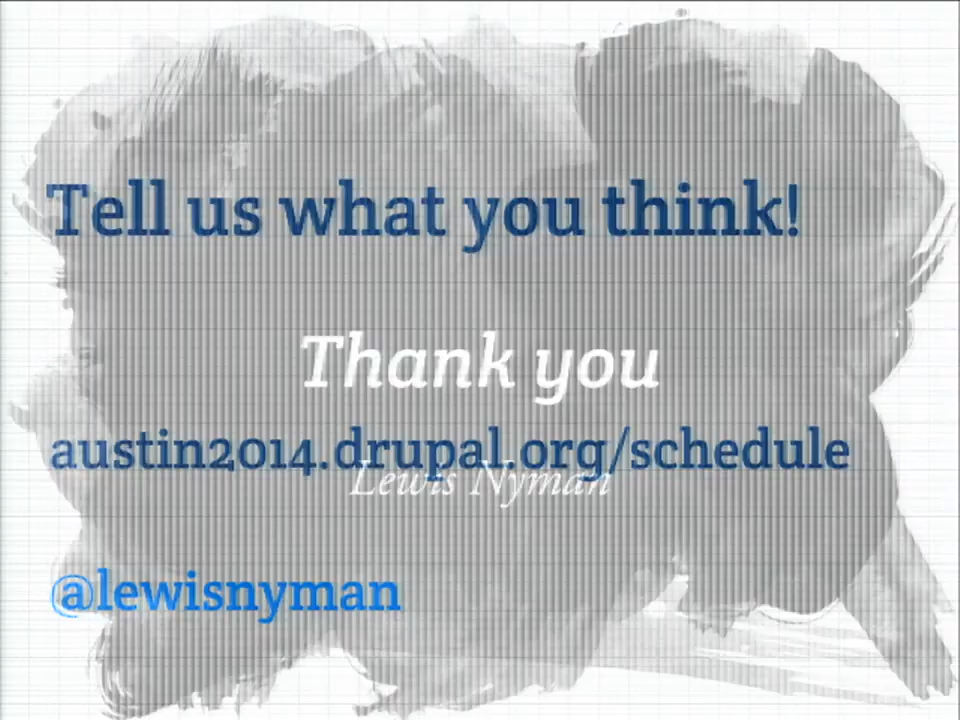 Tell us what you think!
Thank you
austin2014.drupal.org/schedule
Lewis Nyman
@lewisnyman